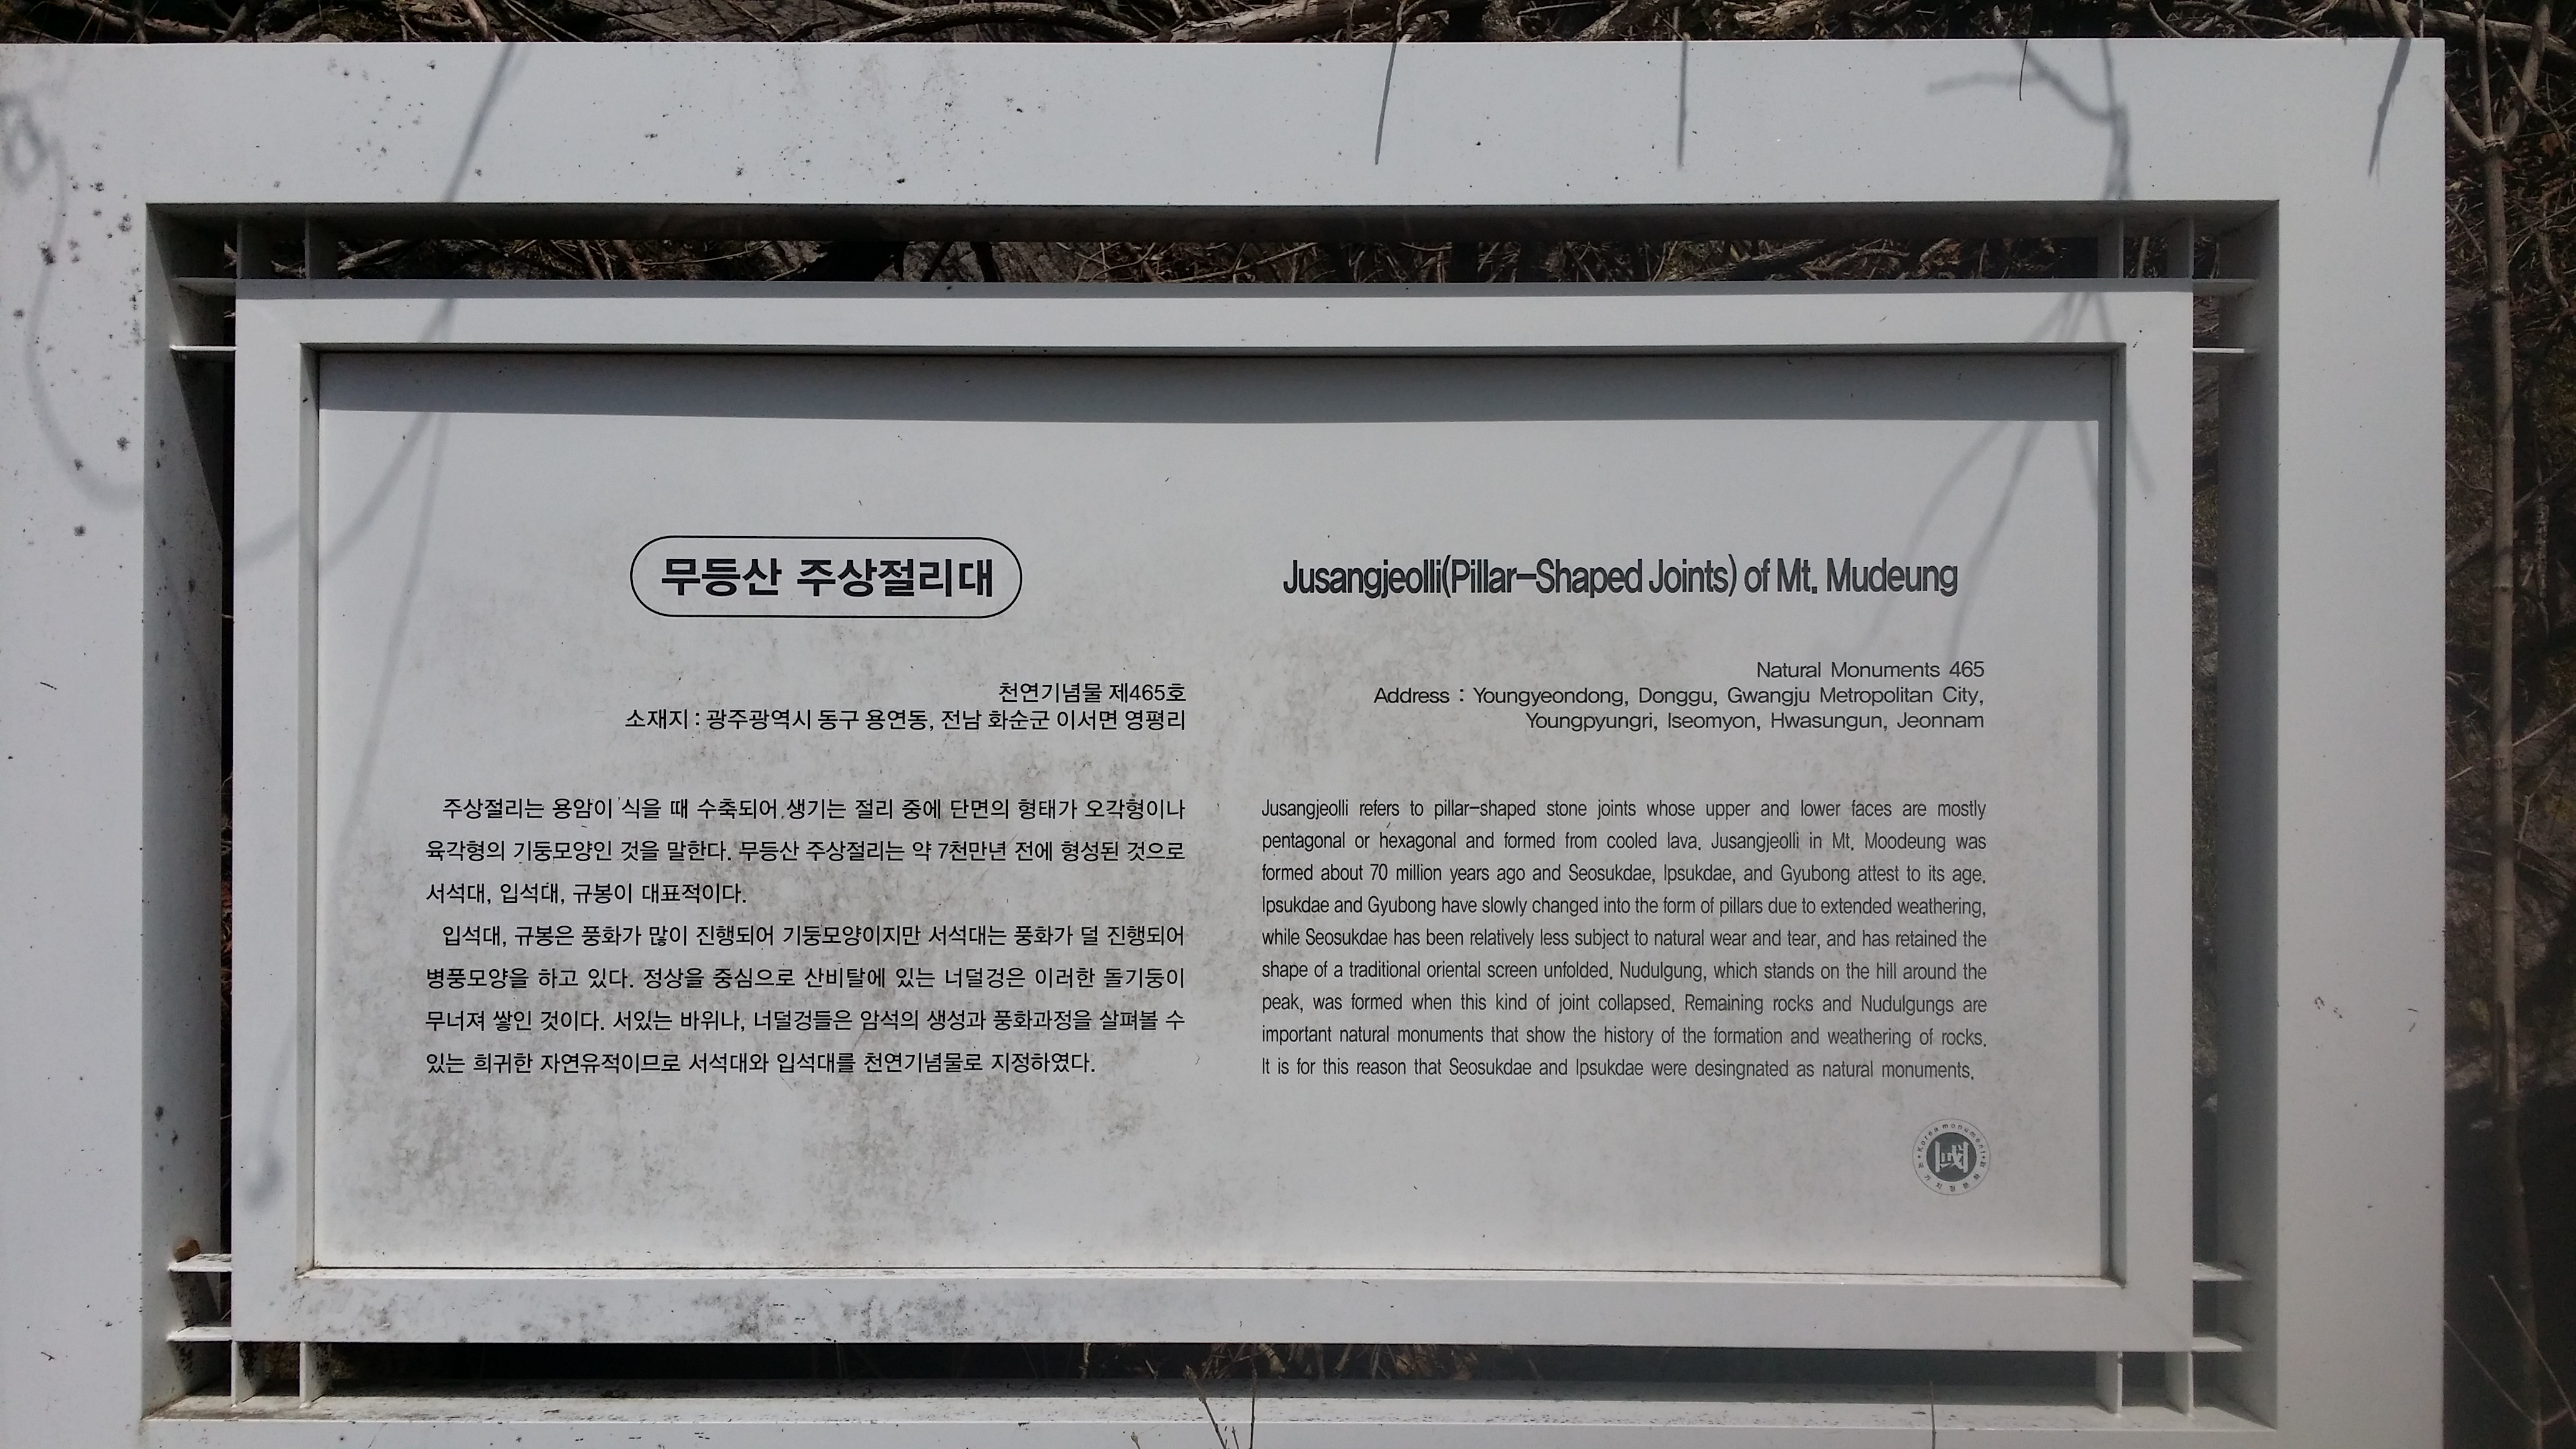 무등산 주상절리대
천연기념물 제465호
소재지 : 광주광역시 동구 용연동, 전남 화순군 이서면 영평리
주상절리는 용암이 식을 때 수축되어 생기는 절리 중에 단면의 형태가 오각형이나
육각형의 기둥모양인 것을 말한다. 무등산 주상절리는 약 7천만년 전에 형성된 것으로
서석대, 입석대, 규봉이 대표적이다.
입석대, 규봉은 풍화가 많이 진행되어 기둥모양이지만 서석대는 풍화가 덜 진행되어
병풍모양을 하고 있다. 정상을 중심으로 산비탈에 있는 너덜겅은 이러한 돌기둥이
무너져 쌓인 것이다. 서있는 바위나, 너덜겅들은 암석의 생성과 풍화과정을 살펴볼 수
있는 희귀한 자연유적이므로 서석대와 입석대를 천연기념물로 지정하였다.
Jusangjeolli(Pillar-Shaped Joints) of Mt. Mudeung
Natural Monuments 465
Address : Youngyeondong, Donggu, Gwangju Metropolitan City,
Youngpyungri, Iseomyon, Hwasungun, Jeonnam
Jusangjeolli refers to pillar-shaped stone joints whose upper and lower faces are mostly
pentagonal or hexagonal and formed from cooled lava. Jusangjeolli in Mt. Moodeung was
formed about 70 million years ago and Seosukdae, Ipsukdae, and Gyubong attest to its age.
Ipsukdae and Gyubong have slowly changed into the form of pillars due to extended weathering,
while Seosukdae has been relatively less subject to natural wear and tear, and has retained the
shape of a traditional oriental screen unfolded. Nudulgung, which stands on the hill around the
peak, was formed when this kind of joint collapsed. Remaining rocks and Nudulgungs are
important natural monuments that show the history of the formation and weathering of rocks.
It is for this reason that Seosukdae and Ipsukdae were desingnated as natural monuments.
Korea monument
國